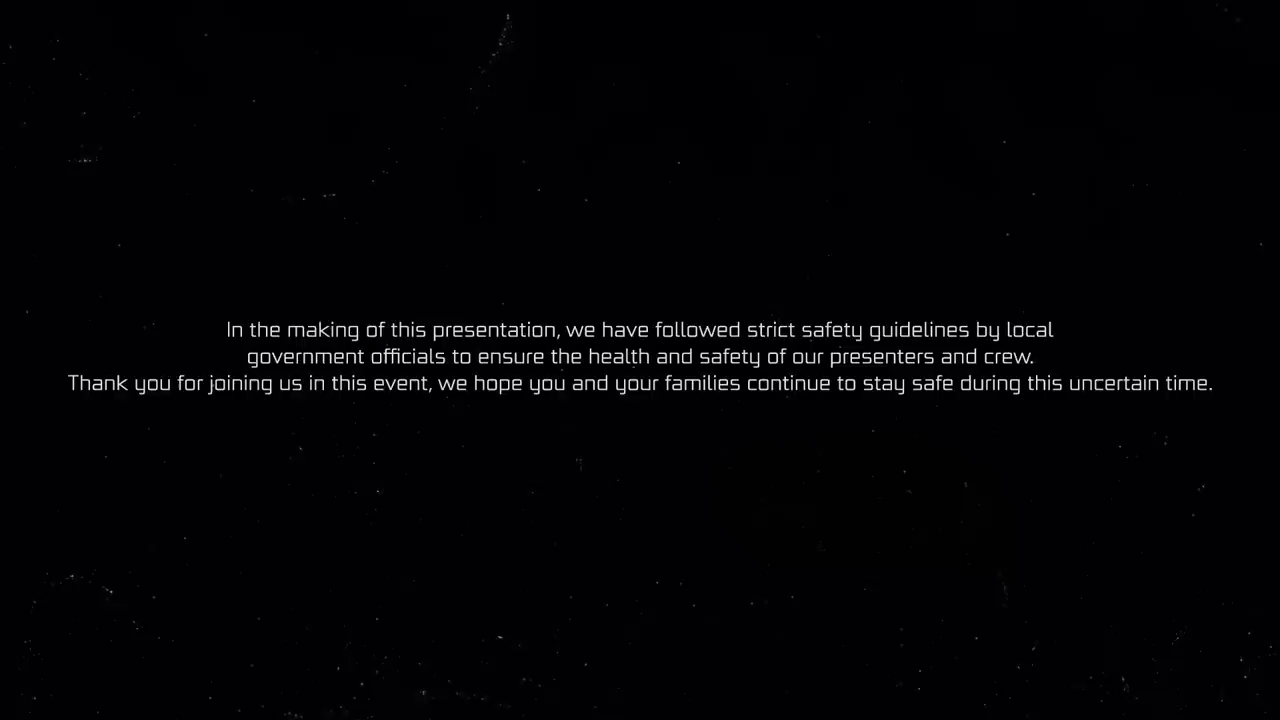 In the making of this presentation, we have followed strict safety guidelines by local
government officials to ensure the health and safety of our presenters and crew.
Thank you for joining us in this event, we hope you and your families continue to stay safe during this uncertain time.